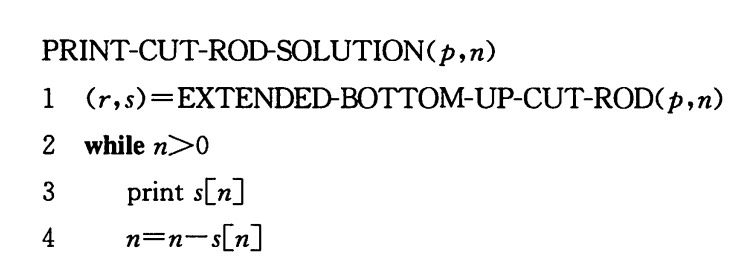 PRINT-CUT-ROD-SOLUTION(p,n)
1 (r,s)=EXTENDED-BOTTOM-UP-CUT-ROD(p,n)
2 while n>0
3 print s[n]
4 n=n-s[n]